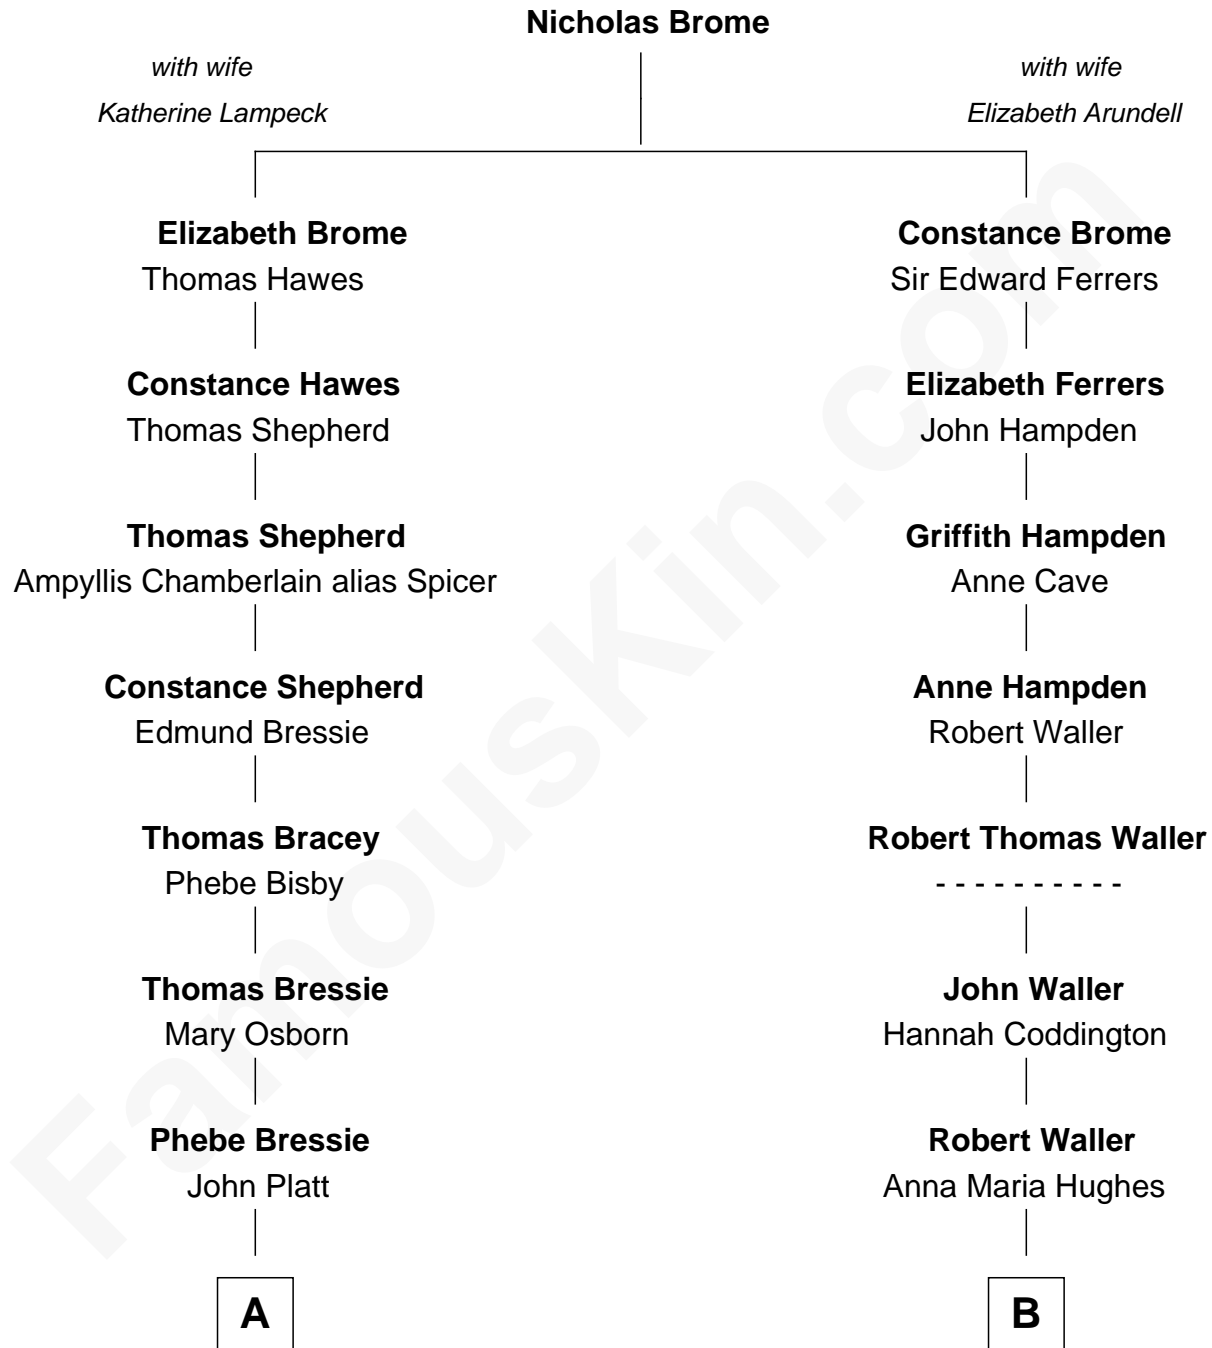 Nicholas Brome
with wife
Katherine Lampeck
with wife
Elizabeth Arundell
Elizabeth Brome
Thomas Hawes
Constance Hawes
Thomas Shepherd
Thomas Shepherd
Ampyllis Chamberlain alias Spicer
Constance Shepherd
Edmund Bressie
Thomas Bracey
Phebe Bisby
Thomas Bressie
Mary Osborn
Phebe Bressie
John Platt
A
Constance Brome
Sir Edward Ferrers
Elizabeth Ferrers
John Hampden
Griffith Hampden
Anne Cave
Anne Hampden
Robert Waller
Robert Thomas Waller
- - - - - - - - - -
John Waller
Hannah Coddington
Robert Waller
Anna Maria Hughes
B
FamousKin.com